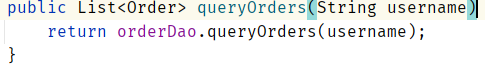 public List<Order> queryOrders(String username)
    return orderDao.queryOrders(username);
}